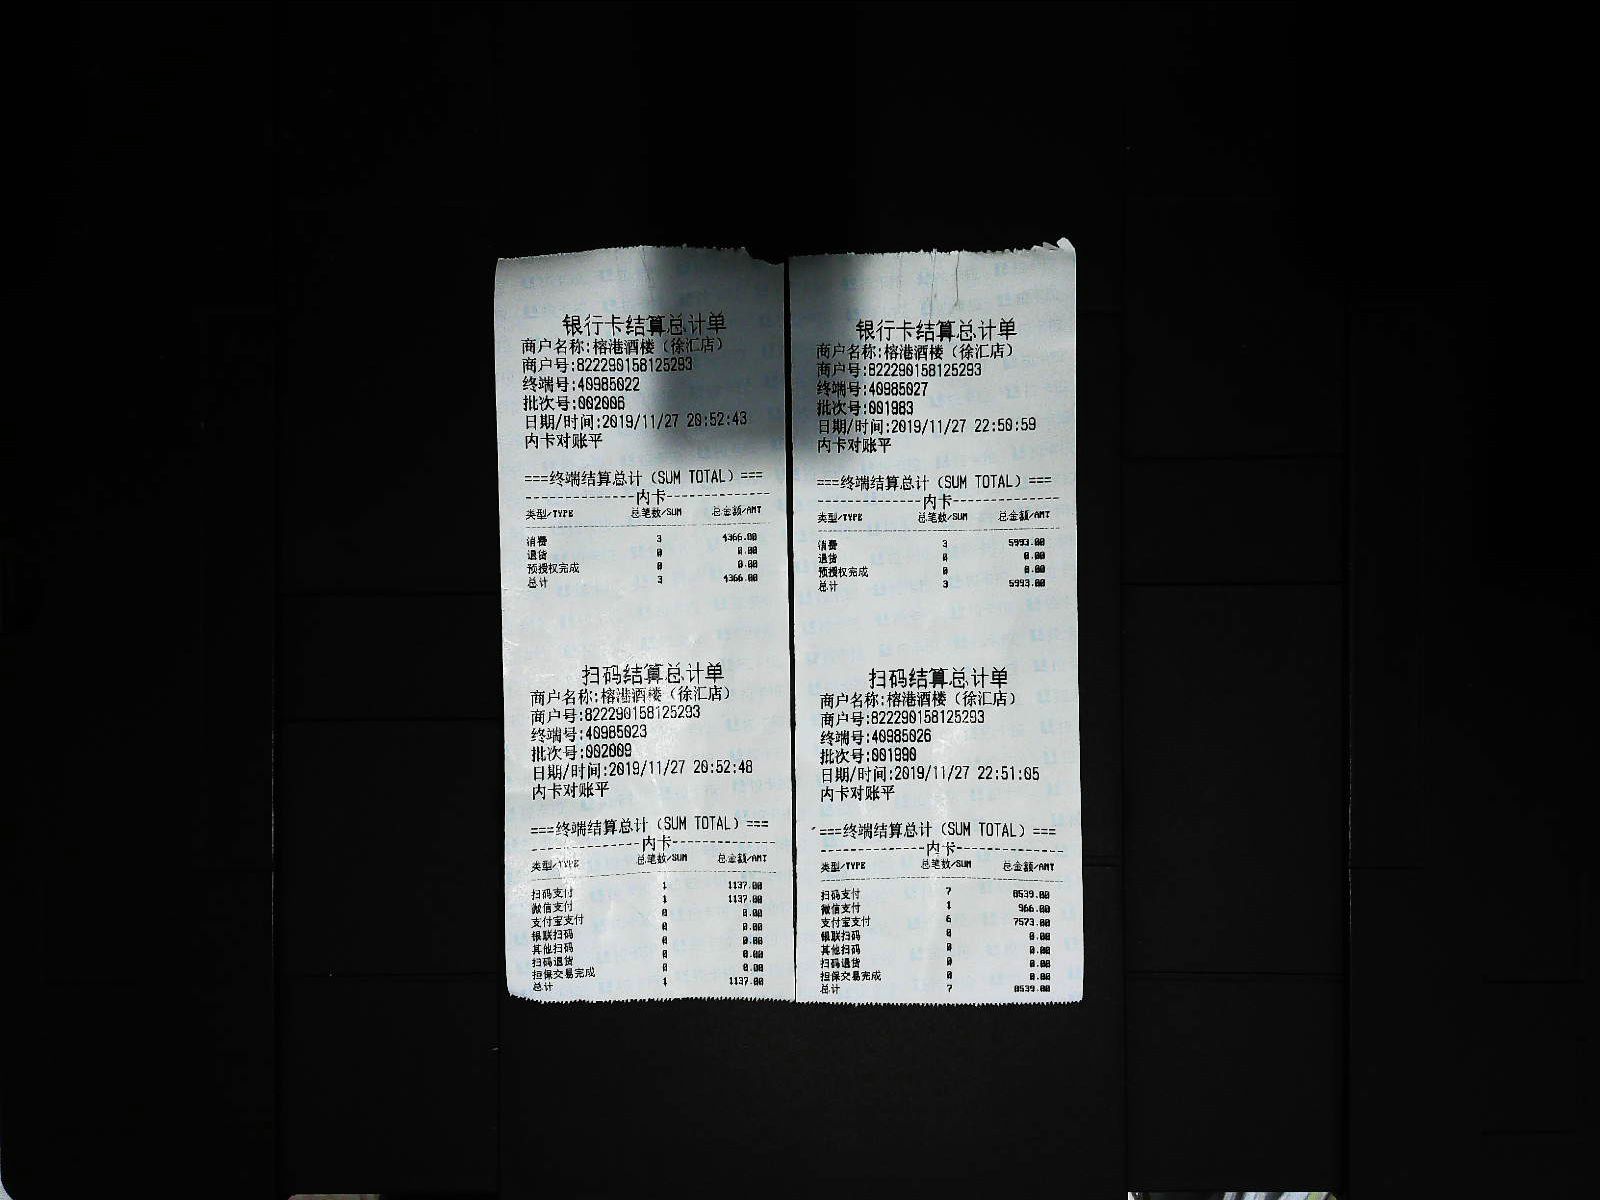 银行卡结算总计单
商户名称:榕港酒楼（徐汇店）
商户号:822290158125293
终端号:40985022
批次号:002006
日期/时间:2019/11/27 20:52:43
内卡对账平
===终端结算总计（SUM TOTAL）===
---------------内卡---------------
类型/TYPE 总笔数/SUM 总金额/AMT
消费 3 4366.00
退货 0 0.00
预授权完成 0 0.00
总计 3 4366.00
扫码结算总计单
商户名称:榕港酒楼（徐汇店）
商户号:822290158125293
终端号:40985023
批次号:002009
日期/时间:2019/11/27 20:52:48
内卡对账平
===终端结算总计（SUM TOTAL）===
---------------内卡---------------
类型/TYPE 总笔数/SUM 总金额/AMT
扫码支付 1 1137.00
微信支付 1 1137.00
支付宝支付 0 0.00
银联扫码 0 0.00
其他扫码 0 0.00
扫码退货 0 0.00
担保交易完成 0 0.00
总计 1 1137.00
银行卡结算总计单
商户名称:榕港酒楼（徐汇店）
商户号:822290158125293
终端号:40985027
批次号:001983
日期/时间:2019/11/27 22:50:59
内卡对账平
===终端结算总计（SUM TOTAL）===
---------------内卡---------------
类型/TYPE 总笔数/SUM 总金额/AMT
消费 3 5993.00
退货 0 0.00
预授权完成 0 0.00
总计 3 5993.00
扫码结算总计单
商户名称:榕港酒楼（徐汇店）
商户号:822290158125293
终端号:40985026
批次号:001990
日期/时间:2019/11/27 22:51:05
内卡对账平
===终端结算总计（SUM TOTAL）===
---------------内卡---------------
类型/TYPE 总笔数/SUM 总金额/AMT
扫码支付 7 8539.00
微信支付 1 966.00
支付宝支付 6 7573.00
银联扫码 0 0.00
其他扫码 0 0.00
扫码退货 0 0.00
担保交易完成 0 0.00
总计 7 8539.00